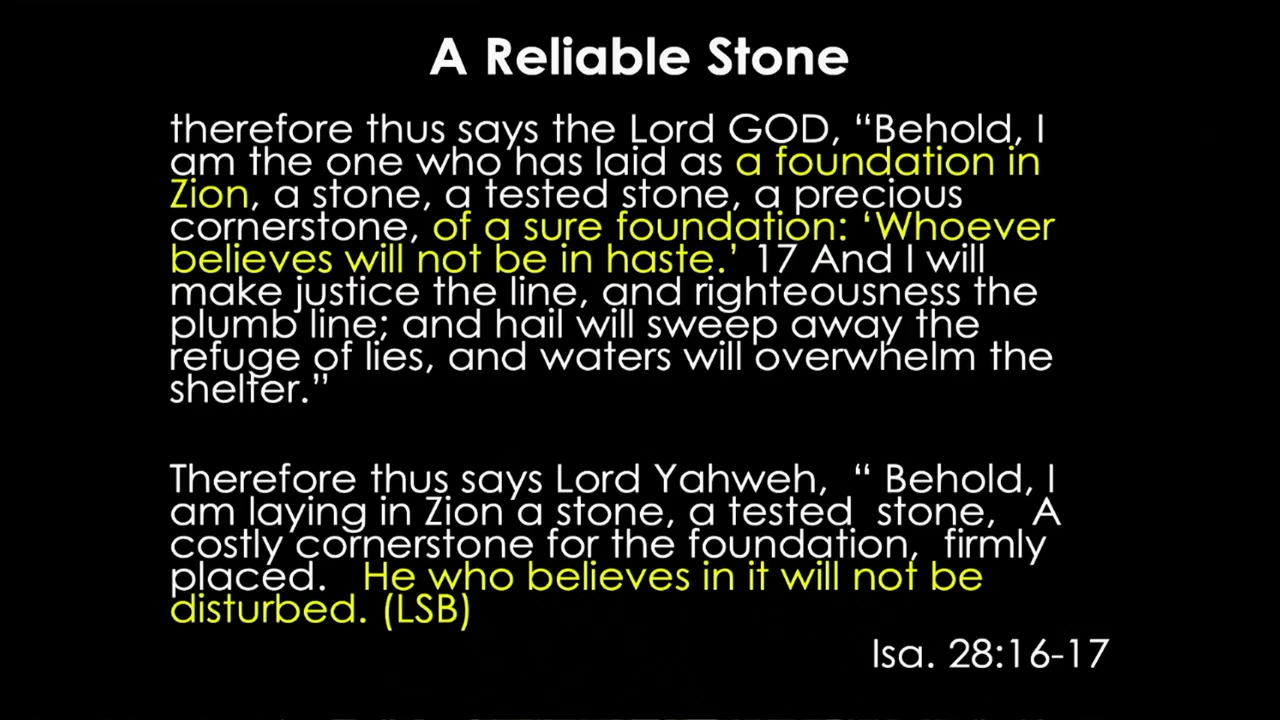 A Reliable Stone
therefore thus says the Lord GOD, “Behold, I
am the one who has laid as a foundation in
Zion, a stone, a tested stone, a precious
cornerstone, of a sure foundation: ‘Whoever
believes will not be in haste.’ 17 And I will
make justice the line, and righteousness the
plumb line; and hail will sweep away the
refuge of lies, and waters will overwhelm the
shelter.”
Therefore thus says Lord Yahweh, “ Behold, I
am laying in Zion a stone, a tested stone, A
costly cornerstone for the foundation, firmly
placed. He who believes in it will not be
disturbed. (LSB)
Isa. 28:16-17